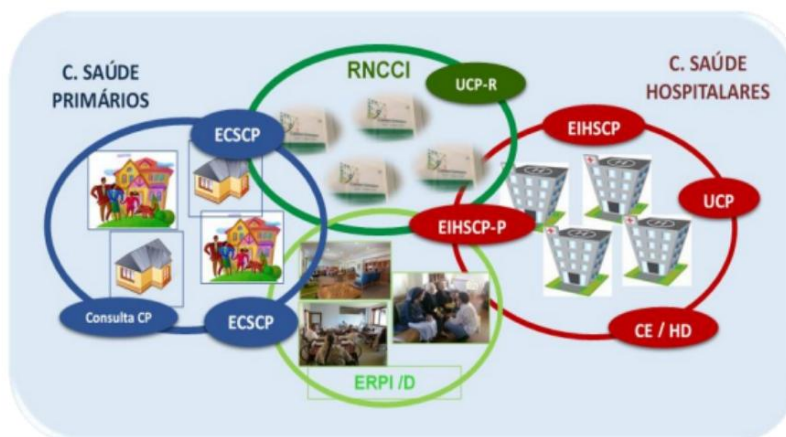 C. SAÚDE
PRIMÁRIOS
RNCCI
UCP-R
C. SAÚDE
HOSPITALARES
ECSCP
EIHSCP
UCP
EIHSCP-P
Consulta CP
ECSCP
CE / HD
ERPI /D